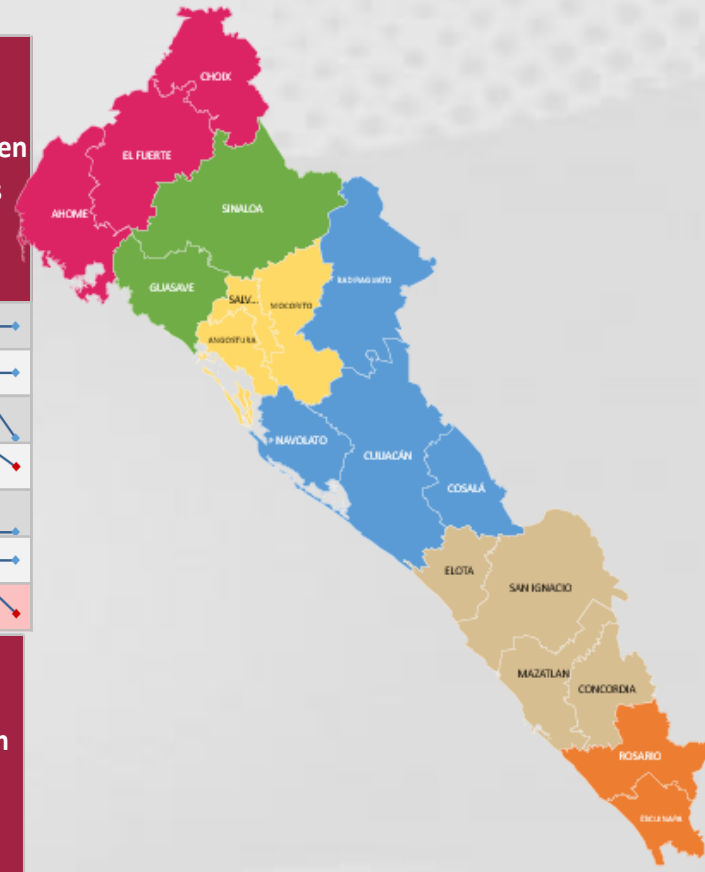 CHOIX
en
EL FUERTE
s
AHOME
SINALOA
BADIRAGUATO
GUASAVE
SALV...
MOCORITO
ANGOSTURA
NAVOLATO
CULIACÁN
COSALÁ
ELOTA
SAN IGNACIO
MAZATLAN
CONCORDIA
n
ROSARIO
ESCUINAPA